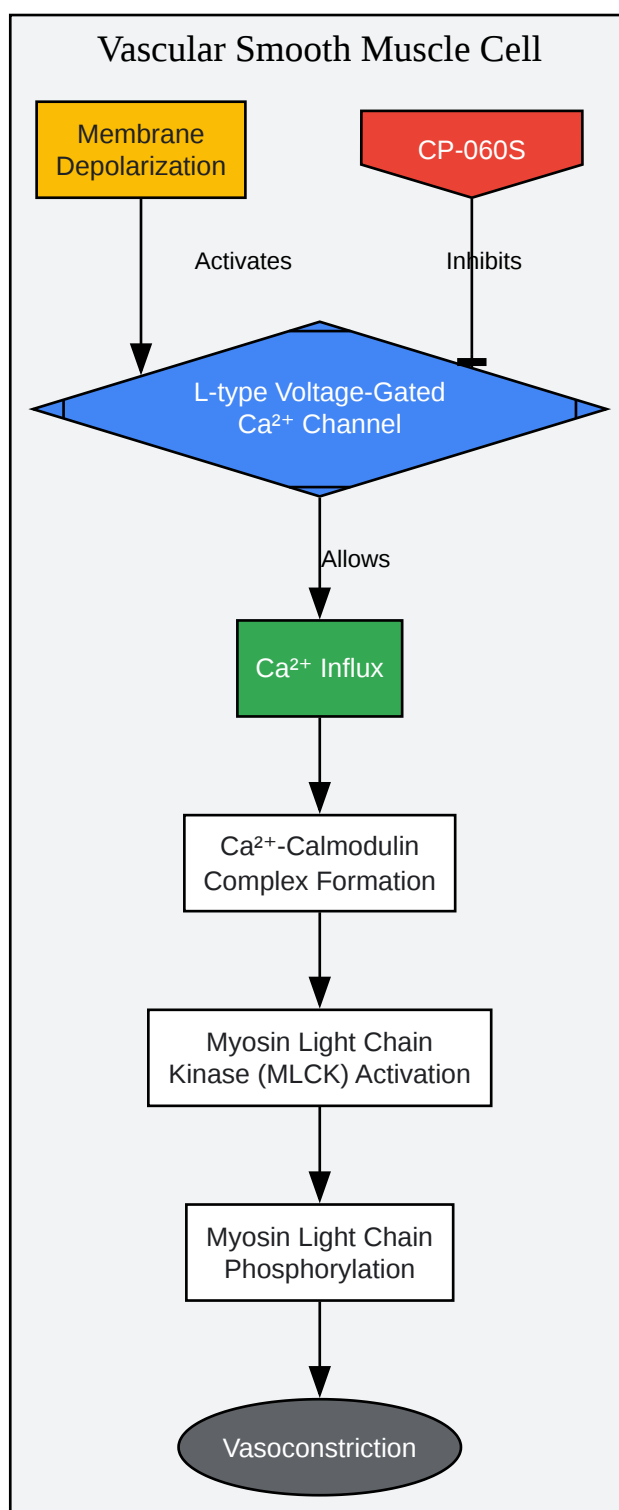 Vascular Smooth Muscle Cell
Membrane
Depolarization
CP-060S
Activates
Inhibits
L-type Voltage-Gated
Ca²⁺ Channel
Allows
Ca²⁺ Influx
Ca²⁺-Calmodulin
Complex Formation
Myosin Light Chain
Kinase (MLCK) Activation
Myosin Light Chain
Phosphorylation
Vasoconstriction